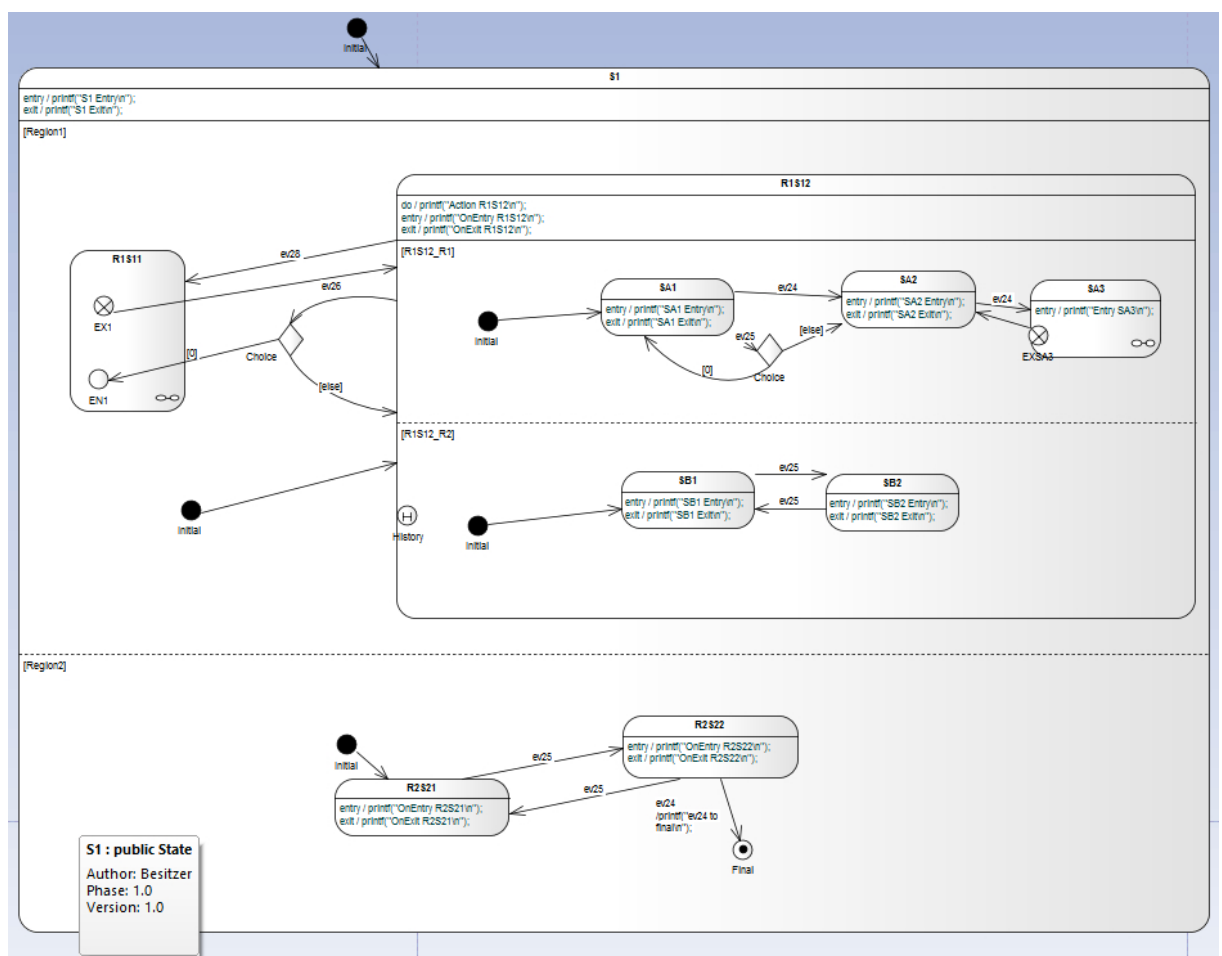 Initial
S1
entry / printf("S1 Entry\n");
exit / printf("S1 Exit\n");
[Region1]
R1S12
do / printf("Action R1S12\n");
entry / printf("OnEntry R1S12\n");
exit / printf("OnExit R1S12\n");
[R1S12_R1]
R1S11
ev28
ev26
EX1
[0]
Choice
EN1
[else]
Initial
SA1
entry / printf("SA1 Entry\n");
exit / printf("SA1 Exit\n");
ev24
SA2
entry / printf("SA2 Entry\n");
exit / printf("SA2 Exit\n");
ev24
SA3
entry / printf("Entry SA3\n");
EXSA3
ev25
[else]
[0]
Choice
[R1S12_R2]
Initial
History
Initial
SB1
entry / printf("SB1 Entry\n");
exit / printf("SB1 Exit\n");
ev25
ev25
SB2
entry / printf("SB2 Entry\n");
exit / printf("SB2 Exit\n");
[Region2]
Initial
R2S21
entry / printf("OnEntry R2S21\n");
exit / printf("OnExit R2S21\n");
ev25
ev25
R2S22
entry / printf("OnEntry R2S22\n");
exit / printf("OnExit R2S22\n");
ev24
/printf("ev24 to
final\n");
Final
S1 : public State
Author: Besitzer
Phase: 1.0
Version: 1.0